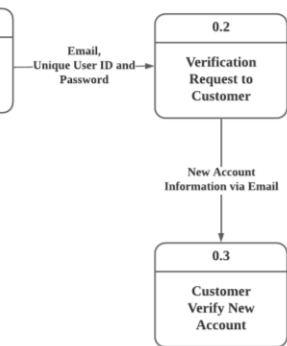 0.2
Email,
Unique User ID and
Password
Verification
Request to
Customer
New Account
Information via Email
0.3
Customer
Verify New
Account